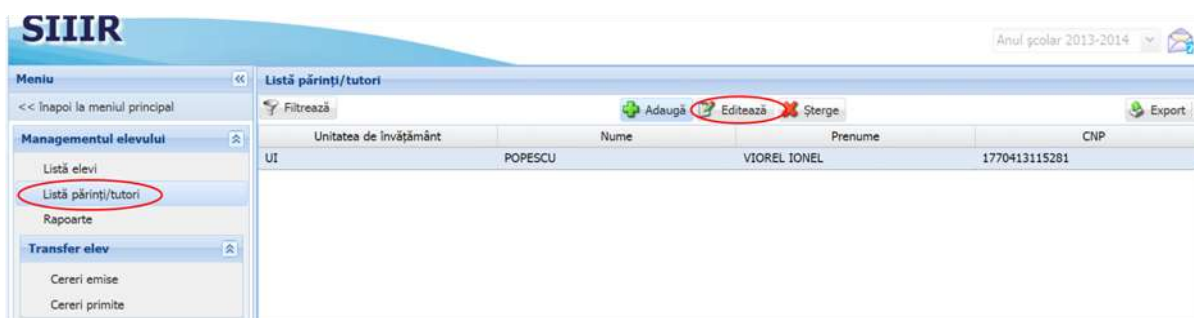 SIIIR
Anul școlar 2013-2014
Meniu
<< Înapoi la meniul principal
Managementul elevului
Listă elevi
Listă părinți/tutori
Rapoarte
Transfer elev
Cereri emise
Cereri primite
Listă părinți/tutori
Filtrează Adaugă Editează Șterge Export
Unitatea de învățământ Nume Prenume CNP
UI POPESCU VIOREL IONEL 1770413115281